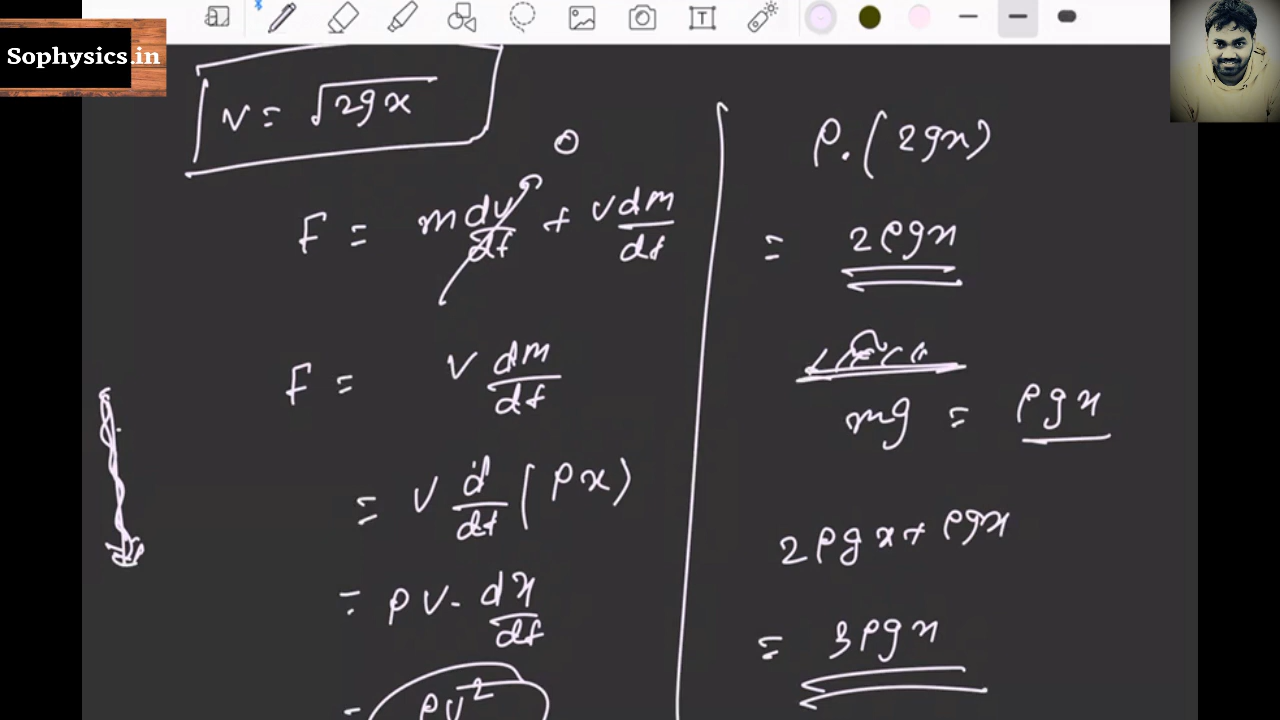 Sophysics.in
v = √2gx
0
F = m dv/dt + v dm/dt
F = v dm/dt
= v d/dt (ρx)
= ρv. dx/dt
= ρv²
ρ. (2gx)
= 2ρgx
mg = ρgx
2ρgx + ρgx
= 3ρgx